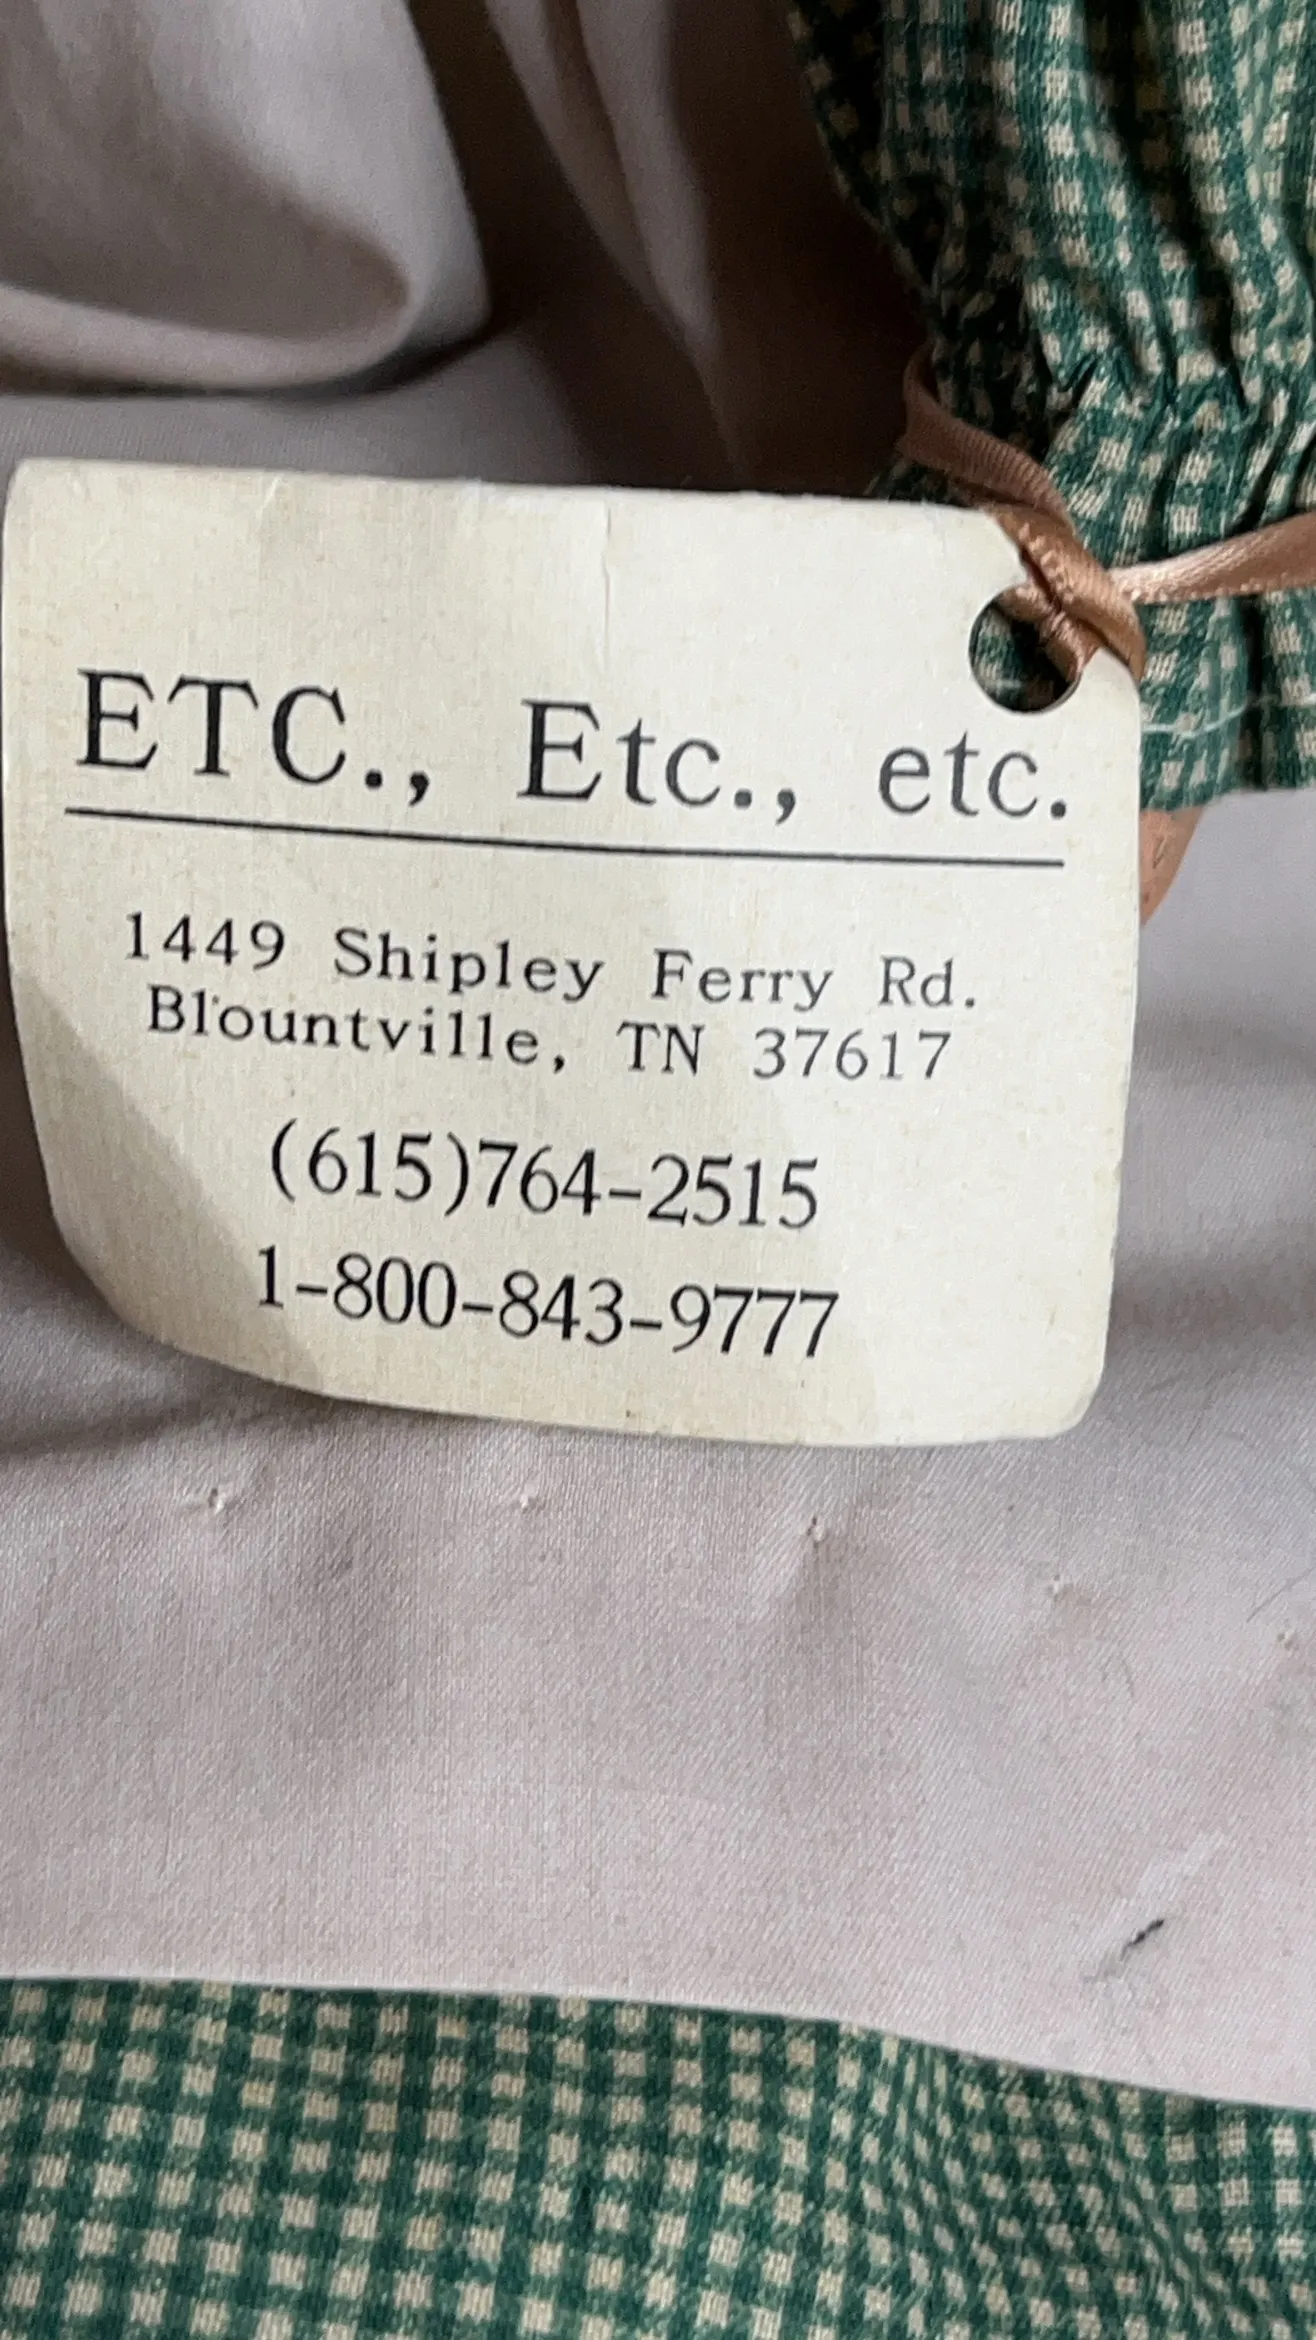 ETC., Etc., etc.
1449 Shipley Ferry Rd.
Blountville, TN 37617
(615)764-2515
1-800-843-9777